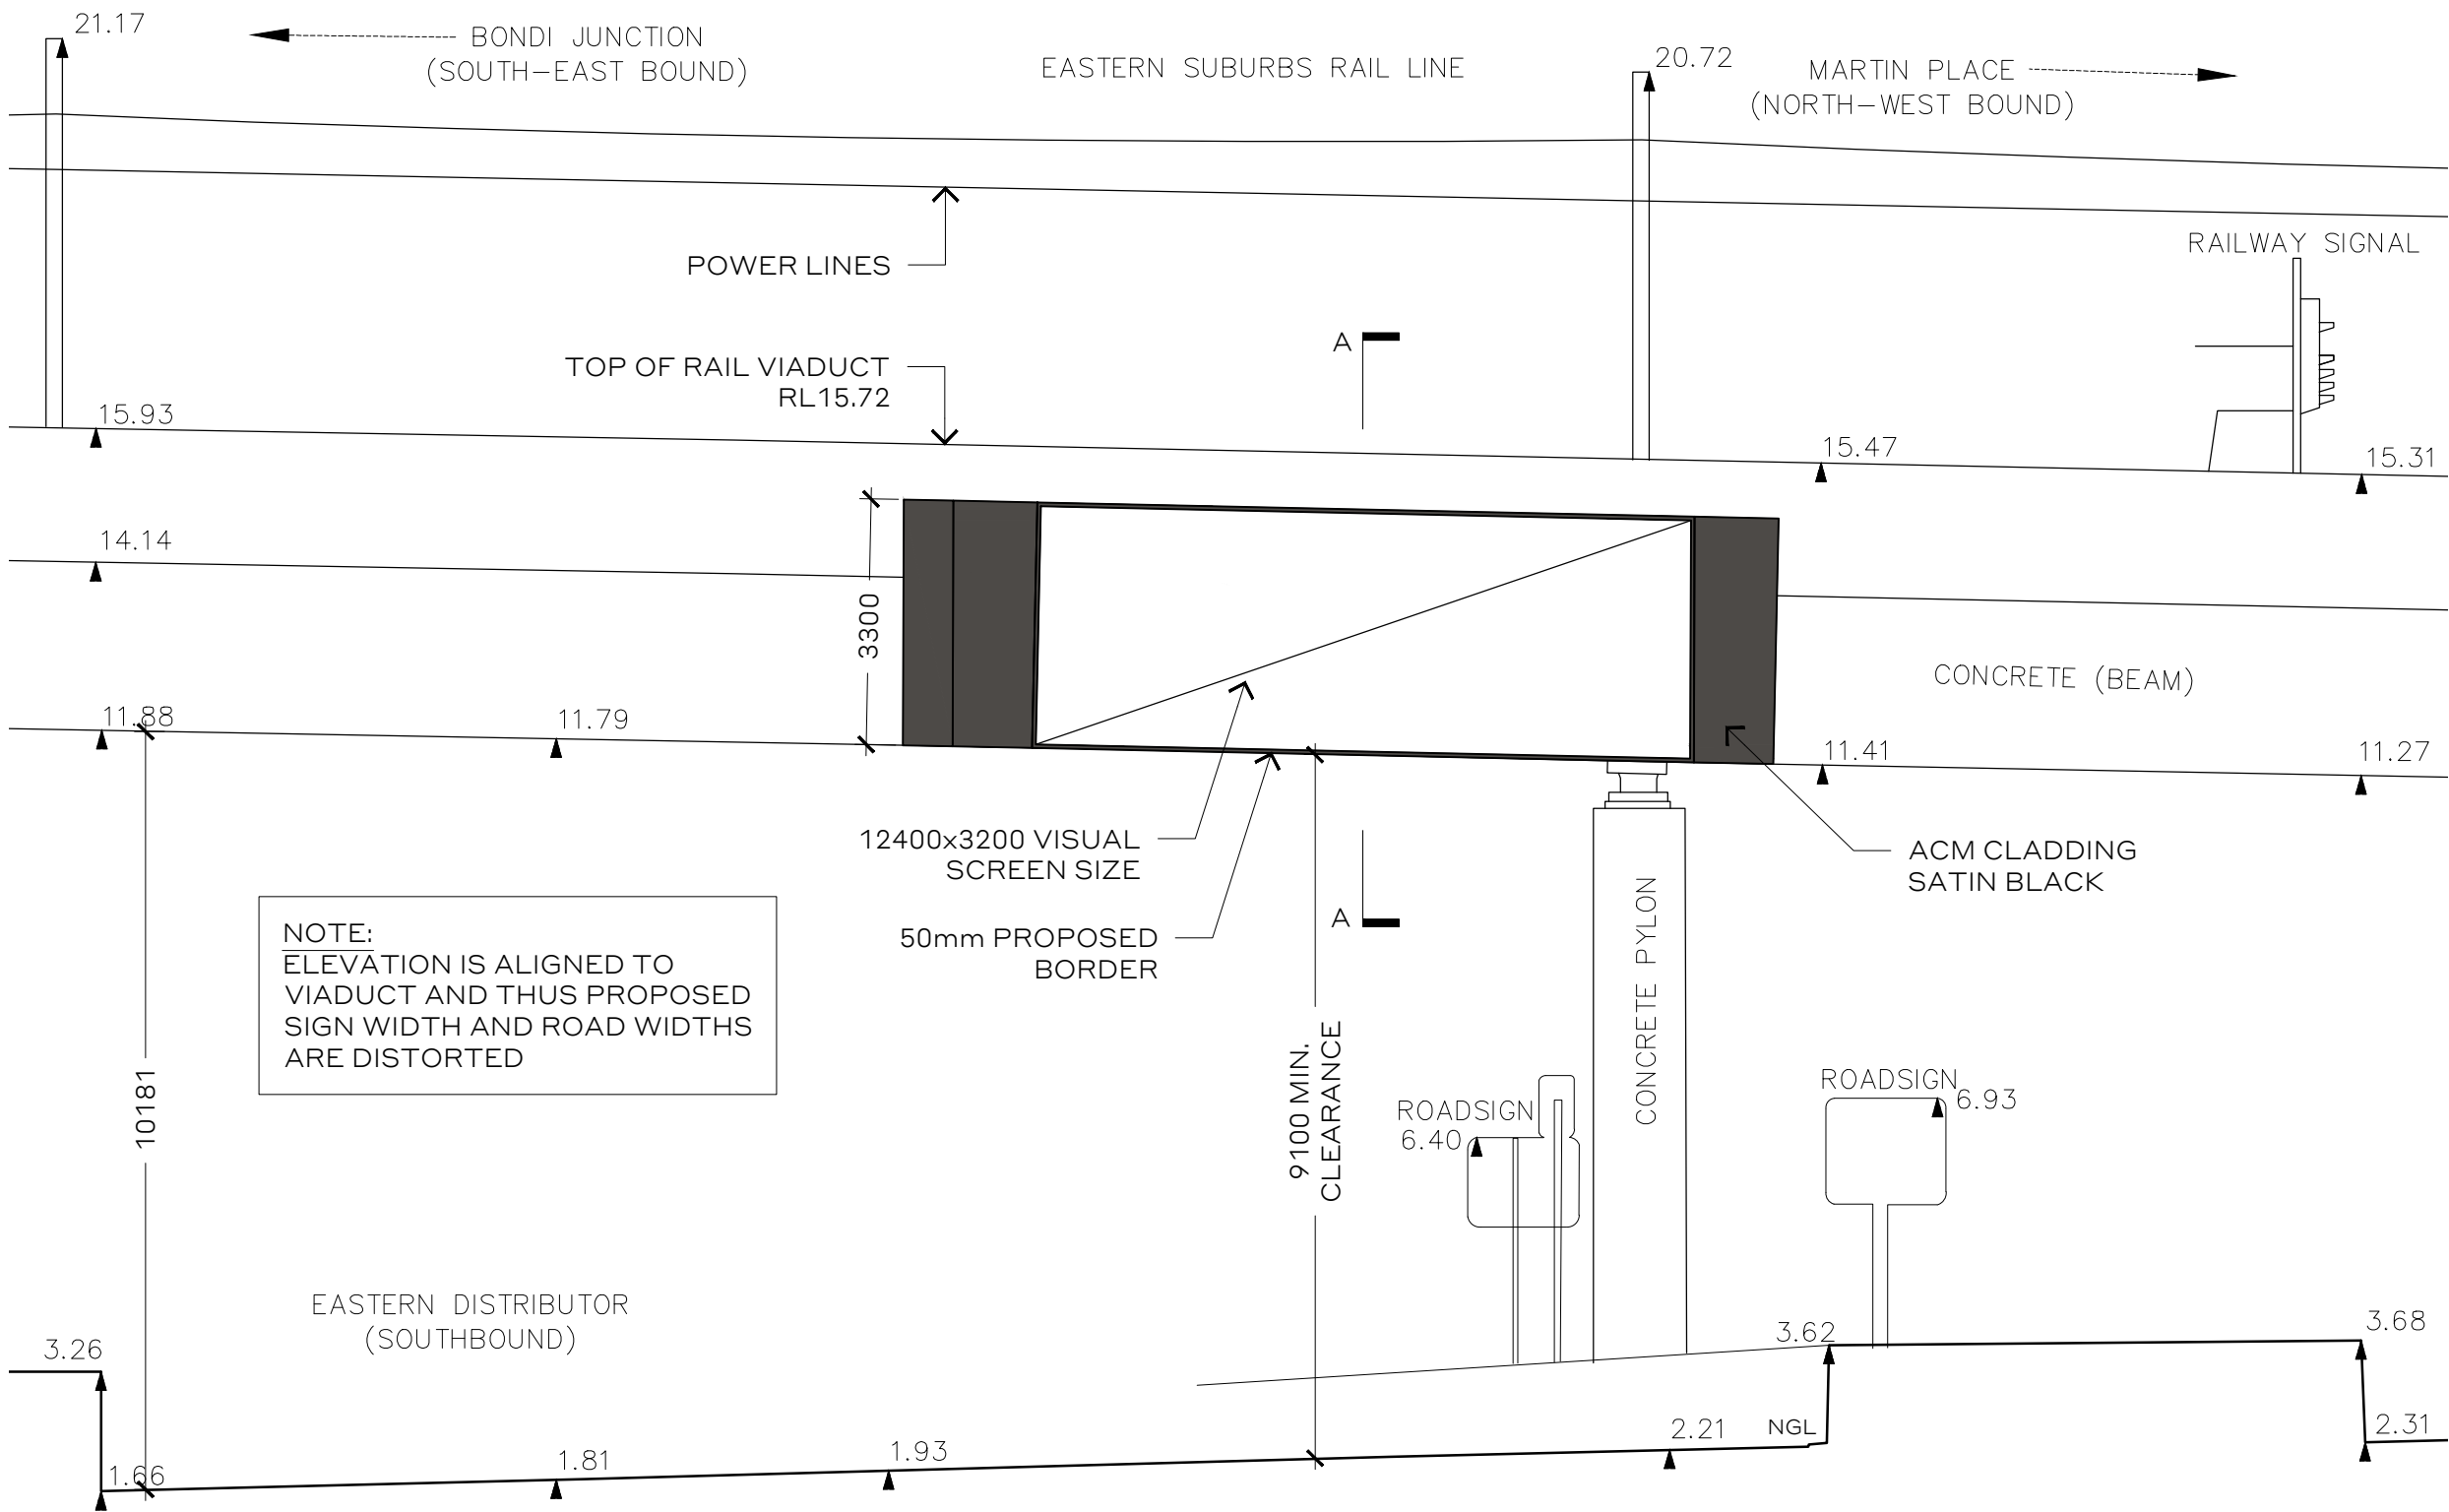 21.17
BONDI JUNCTION
(SOUTH-EAST BOUND)
EASTERN SUBURBS RAIL LINE
20.72
MARTIN PLACE
(NORTH-WEST BOUND)
RAILWAY SIGNAL
POWER LINES
A
TOP OF RAIL VIADUCT
RL15.72
15.93
15.47
15.31
14.14
3300
CONCRETE (BEAM)
11.88
11.79
11.41
11.27
12400x3200 VISUAL
SCREEN SIZE
ACM CLADDING
SATIN BLACK
A
50mm PROPOSED
BORDER
NOTE:
ELEVATION IS ALIGNED TO
VIADUCT AND THUS PROPOSED
SIGN WIDTH AND ROAD WIDTHS
ARE DISTORTED
10181
9100 MIN.
CLEARANCE
CONCRETE PYLON
ROADSIGN
6.40
ROADSIGN
6.93
EASTERN DISTRIBUTOR
(SOUTHBOUND)
3.26
3.62
3.68
1.66
1.81
1.93
2.21
NGL
2.31